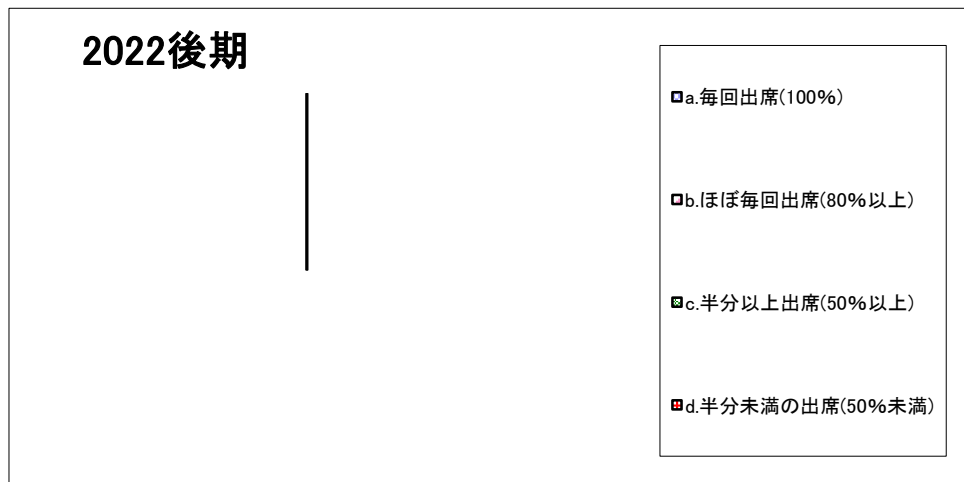 2022後期
a.毎回出席(100%)
b.ほぼ毎回出席(80%以上)
c.半分以上出席(50%以上)
d.半分未満の出席(50%未満)